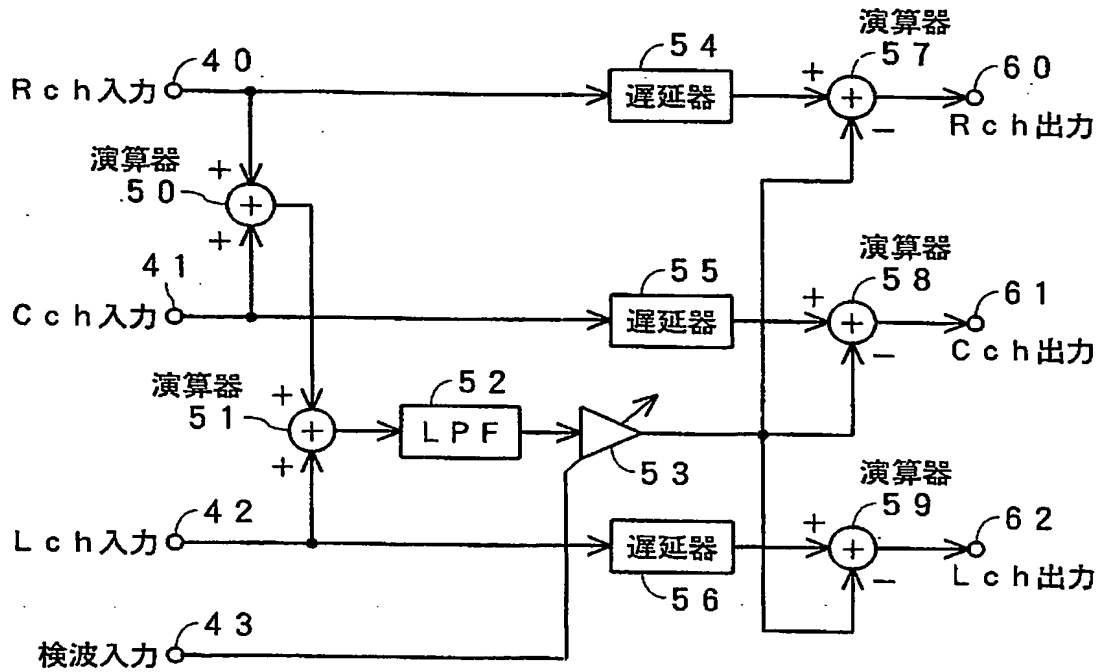 演算器
54
57
40
60
Rch入力
+
遅延器
+
Rch出力
−
演算器
+
50
+
+
演算器
55
58
41
61
Cch入力
+
遅延器
+
Cch出力
−
演算器
52
+
51
+
LPF
+
53
演算器
59
42
62
Lch入力
+
遅延器
+
Lch出力
−
56
43
検波入力